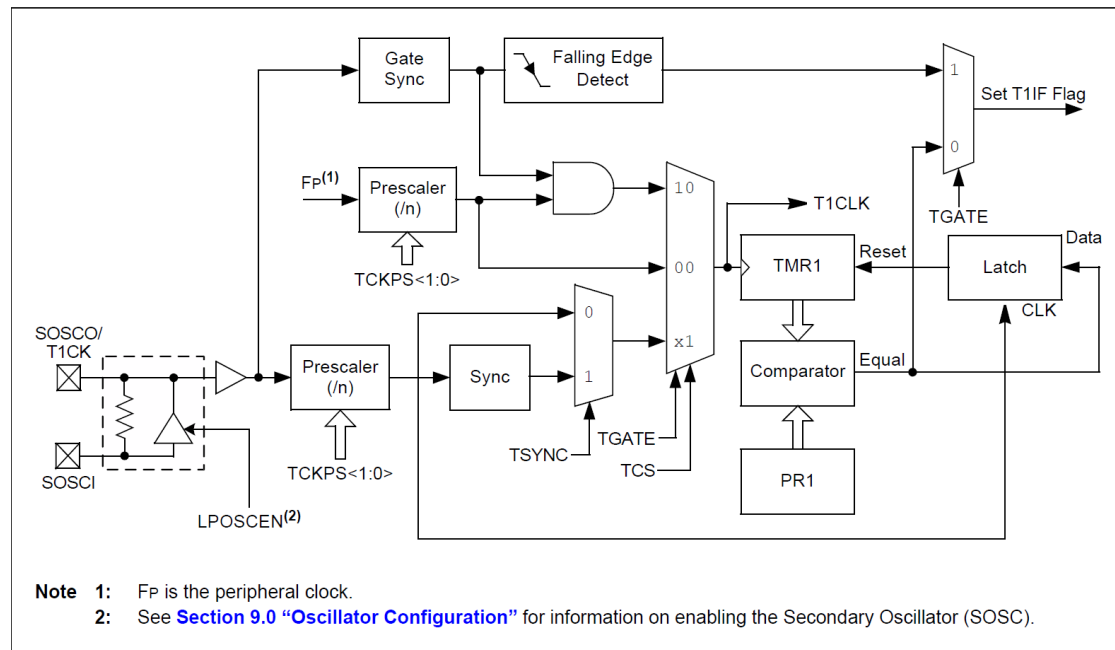 Gate
Sync
Falling Edge
Detect
1
Set T1IF Flag
0
FP(1)
Prescaler
(/n)
10
T1CLK
TGATE
TCKPS<1:0>
00
TMR1
Reset
Latch
Data
CLK
SOSCO/
T1CK
Prescaler
(/n)
Sync
0
1
x1
Comparator
Equal
SOSCI
TCKPS<1:0>
TSYNC
TGATE
TCS
PR1
LPOSCEN(2)
Note 1: FP is the peripheral clock.
2: See Section 9.0 “Oscillator Configuration” for information on enabling the Secondary Oscillator (SOSC).